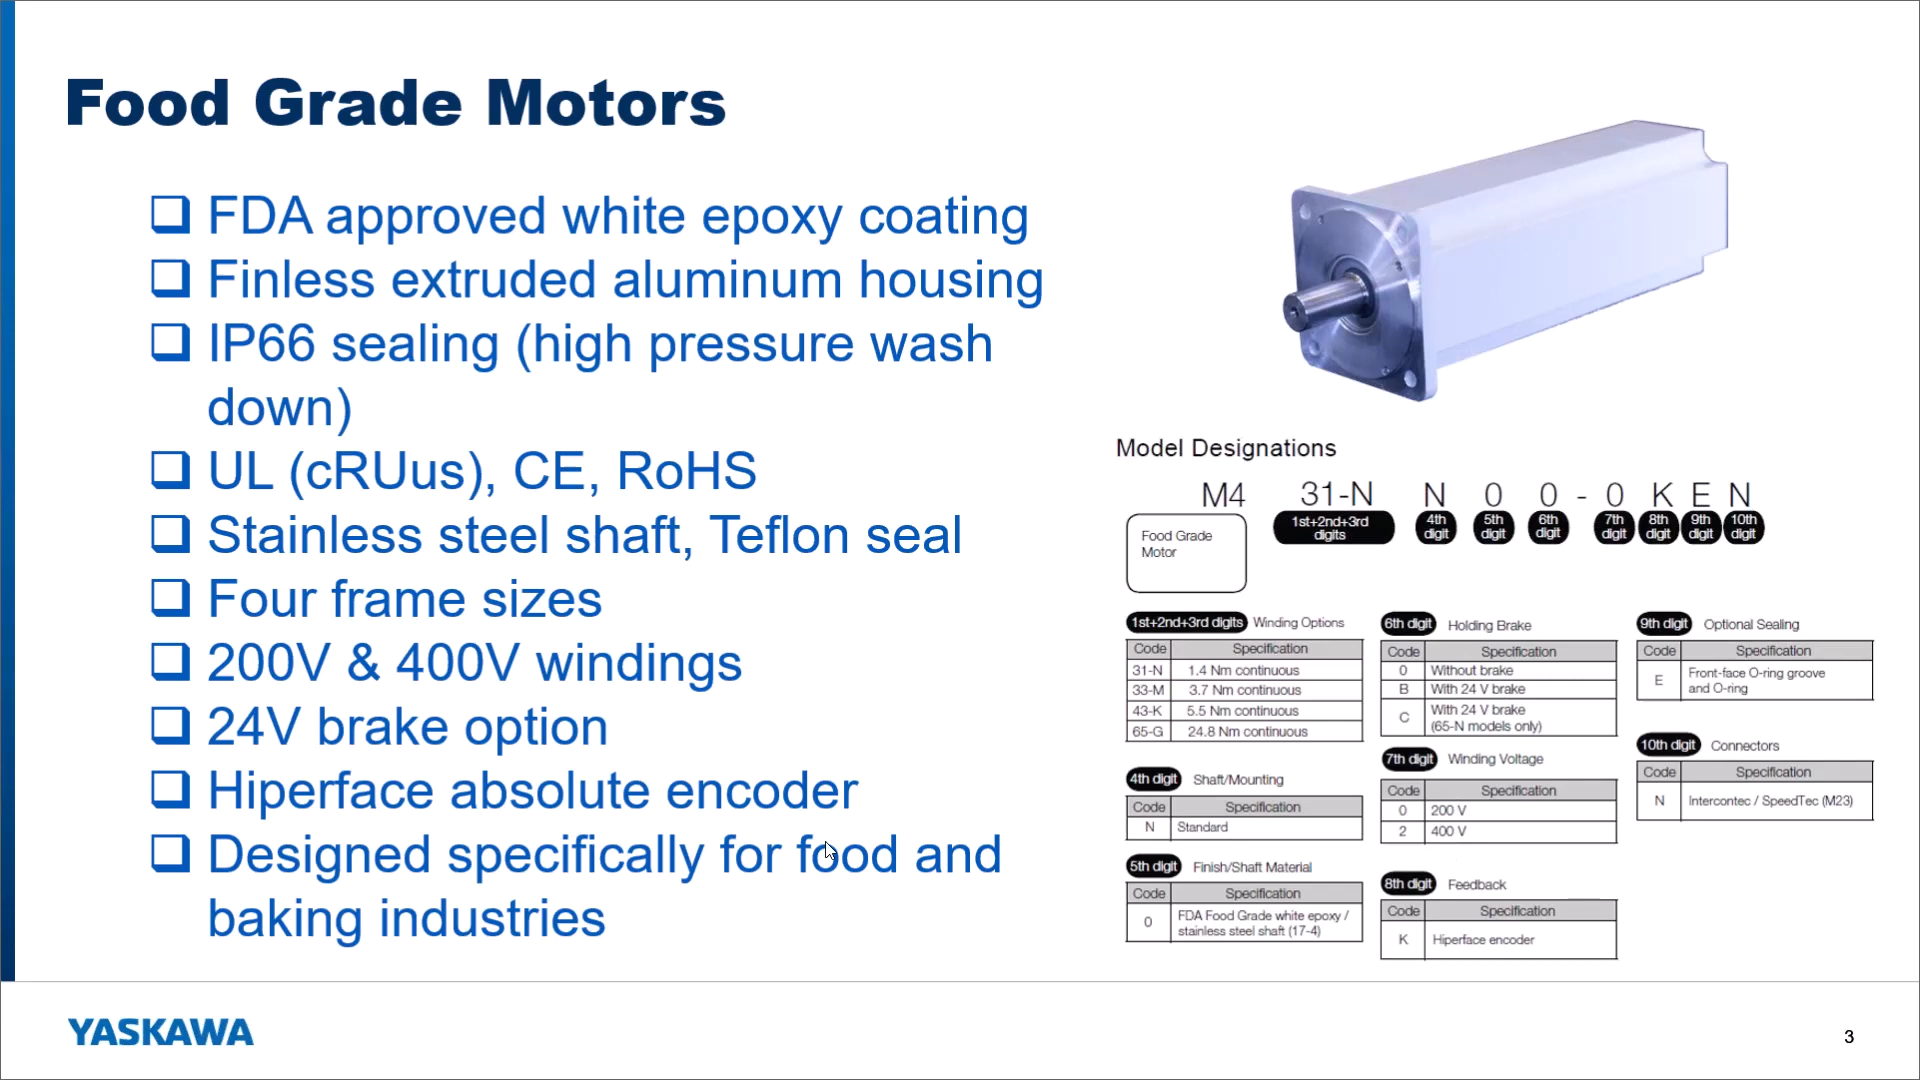 Food Grade Motors
FDA approved white epoxy coating
Finless extruded aluminum housing
IP66 sealing (high pressure wash
down)
UL (cRUus), CE, RoHS
Stainless steel shaft, Teflon seal
Four frame sizes
200V & 400V windings
24V brake option
Hiperface absolute encoder
Designed specifically for food and
baking industries
Model Designations
M4 31-N N 0 0 - 0 K E N
Food Grade
Motor
1st+2nd+3rd
digits
4th
digit
5th
digit
6th
digit
7th
digit
8th
digit
9th
digit
10th
digit
1st+2nd+3rd digits Winding Options
Code Specification
31-N 1.4 Nm continuous
33-M 3.7 Nm continuous
43-K 5.5 Nm continuous
65-G 24.8 Nm continuous
4th digit Shaft/Mounting
Code Specification
N Standard
5th digit Finish/Shaft Material
Code Specification
0 FDA Food Grade white epoxy /
stainless steel shaft (17-4)
6th digit Holding Brake
Code Specification
0 Without brake
B With 24 V brake
C With 24 V brake
(65-N models only)
7th digit Winding Voltage
Code Specification
0 200 V
2 400 V
8th digit Feedback
Code Specification
K Hiperface encoder
9th digit Optional Sealing
Code Specification
E Front-face O-ring groove
and O-ring
10th digit Connectors
Code Specification
N Intercontec / SpeedTec (M23)
YASKAWA
3